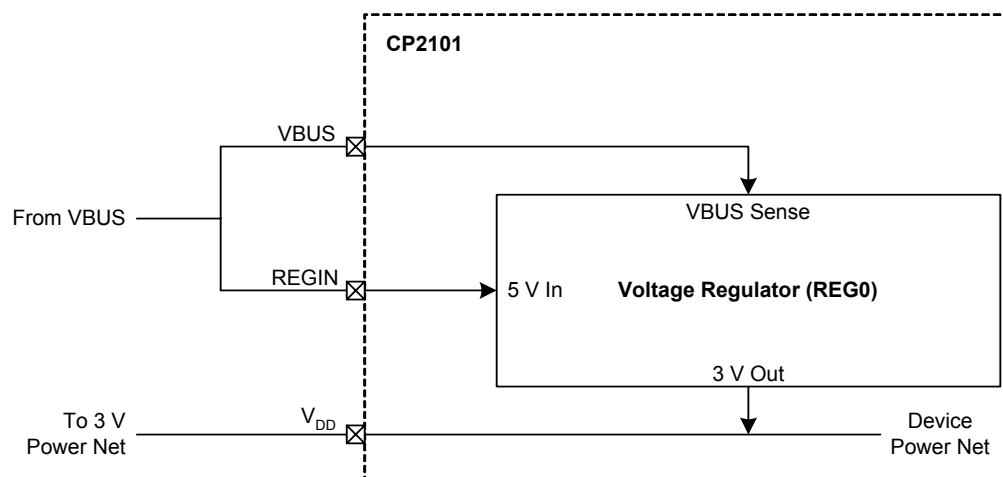 CP2101
VBUS
From VBUS
VBUS Sense
REGIN
5 V In
Voltage Regulator (REG0)
3 V Out
To 3 V
Power Net
VDD
Device
Power Net